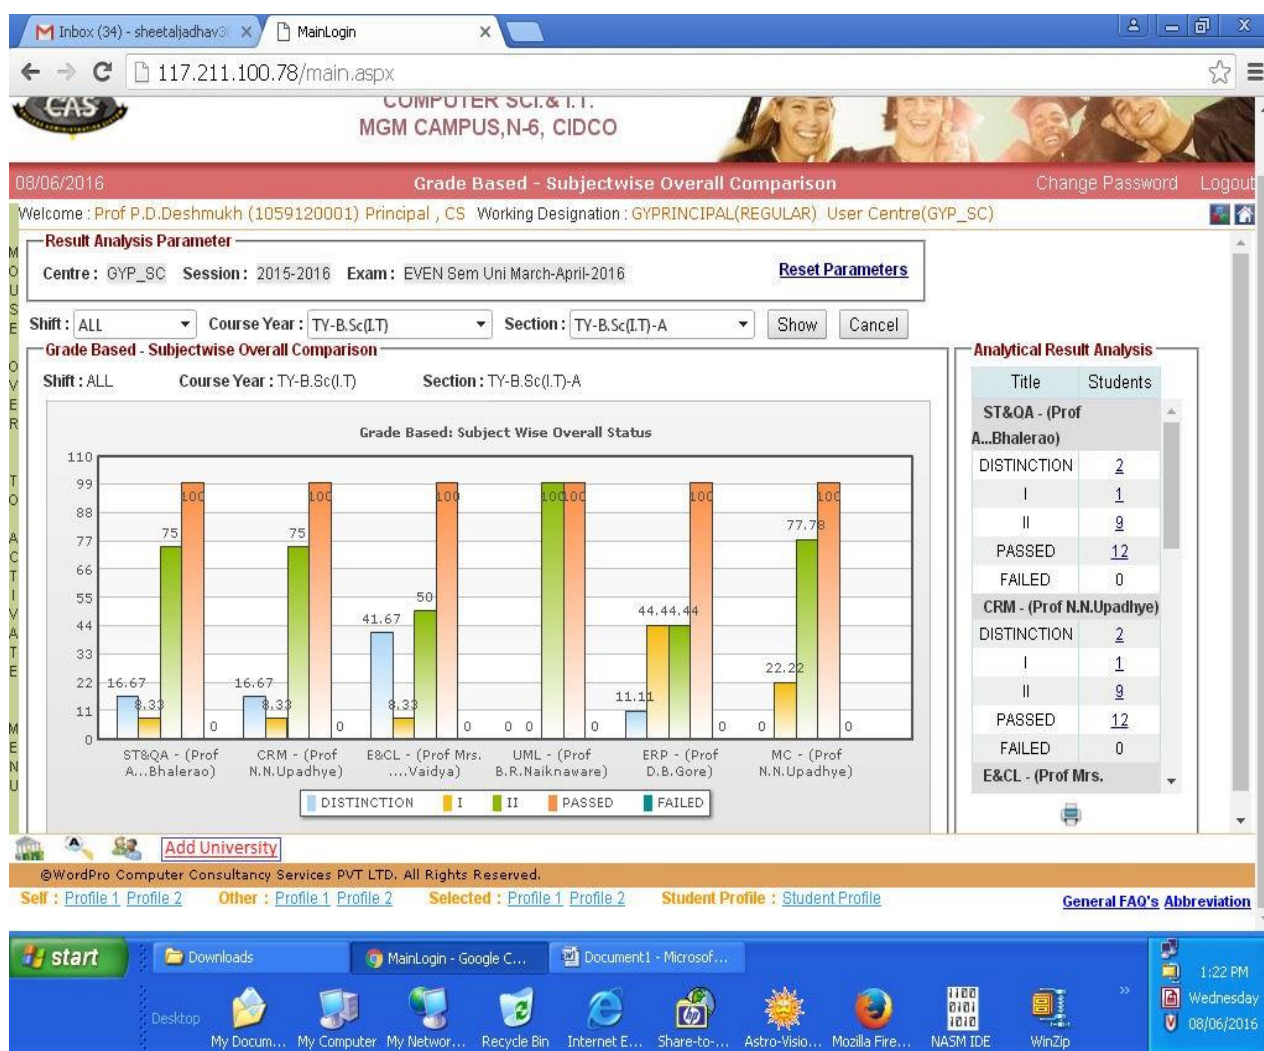 Inbox (34) - sheetaljadhav3
MainLogin
117.211.100.78/main.aspx
CAS
COMPUTER SCI.& I.T.
MGM CAMPUS,N-6, CIDCO
08/06/2016 Grade Based - Subjectwise Overall Comparison Change Password Logout
Welcome : Prof P.D.Deshmukh (1059120001) Principal , CS Working Designation : GYPRINCIPAL(REGULAR) User Centre(GYP_SC)
MOUSE OVER TO ACTIVATE MENU
Result Analysis Parameter
Centre : GYP_SC Session : 2015-2016 Exam : EVEN Sem Uni March-April-2016 Reset Parameters
Shift : ALL Course Year : TY-B.Sc(I.T) Section : TY-B.Sc(I.T)-A Show Cancel
Grade Based - Subjectwise Overall Comparison
Shift : ALL Course Year : TY-B.Sc(I.T) Section : TY-B.Sc(I.T)-A
Grade Based: Subject Wise Overall Status
110
99
88
77
66
55
44
33
22
11
0
16.67 8.33 75 100 0
16.67 8.33 75 100 0
41.67 8.33 50 100 0
0 0 100 100 0
11.11 44.44 44.44 100 0
0 22.22 77.78 100 0
ST&QA - (Prof A...Bhalerao)
CRM - (Prof N.N.Upadhye)
E&CL - (Prof Mrs. ....Vaidya)
UML - (Prof B.R.Naiknaware)
ERP - (Prof D.B.Gore)
MC - (Prof N.N.Upadhye)
DISTINCTION I II PASSED FAILED
Analytical Result Analysis
Title Students
ST&QA - (Prof
A...Bhalerao)
DISTINCTION 2
I 1
II 9
PASSED 12
FAILED 0
CRM - (Prof N.N.Upadhye)
DISTINCTION 2
I 1
II 9
PASSED 12
FAILED 0
E&CL - (Prof Mrs.
Add University
©WordPro Computer Consultancy Services PVT LTD. All Rights Reserved.
Self : Profile 1 Profile 2 Other : Profile 1 Profile 2 Selected : Profile 1 Profile 2 Student Profile : Student Profile General FAQ's Abbreviation
start Downloads MainLogin - Google C... Document1 - Microsof...
1:22 PM
Wednesday
08/06/2016
Desktop My Docum... My Computer My Networ... Recycle Bin Internet E... Share-to-... Astro-Visio... Mozilla Fire... NASM IDE WinZip